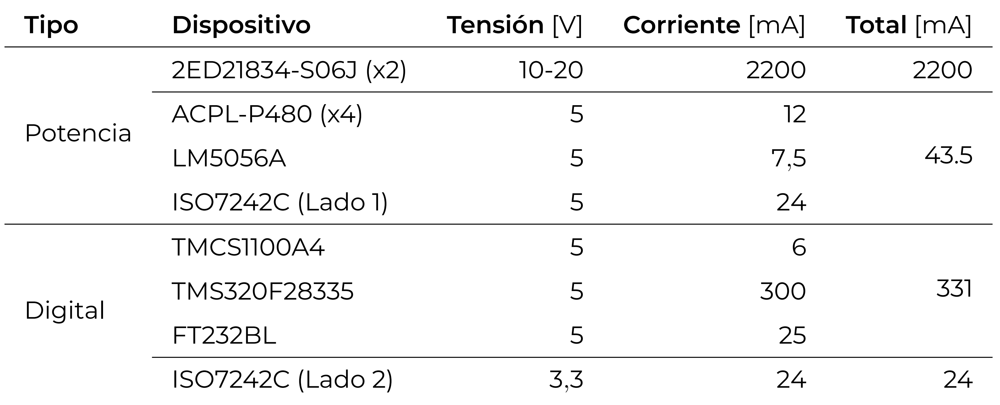 Tipo Dispositivo Tensión [V] Corriente [mA] Total [mA]
2ED21834-S06J (x2) 10-20 2200 2200
Potencia
ACPL-P480 (x4) 5 12
LM5056A 5 7,5 43.5
ISO7242C (Lado 1) 5 24
Digital
TMCS1100A4 5 6
TMS320F28335 5 300 331
FT232BL 5 25
ISO7242C (Lado 2) 3,3 24 24